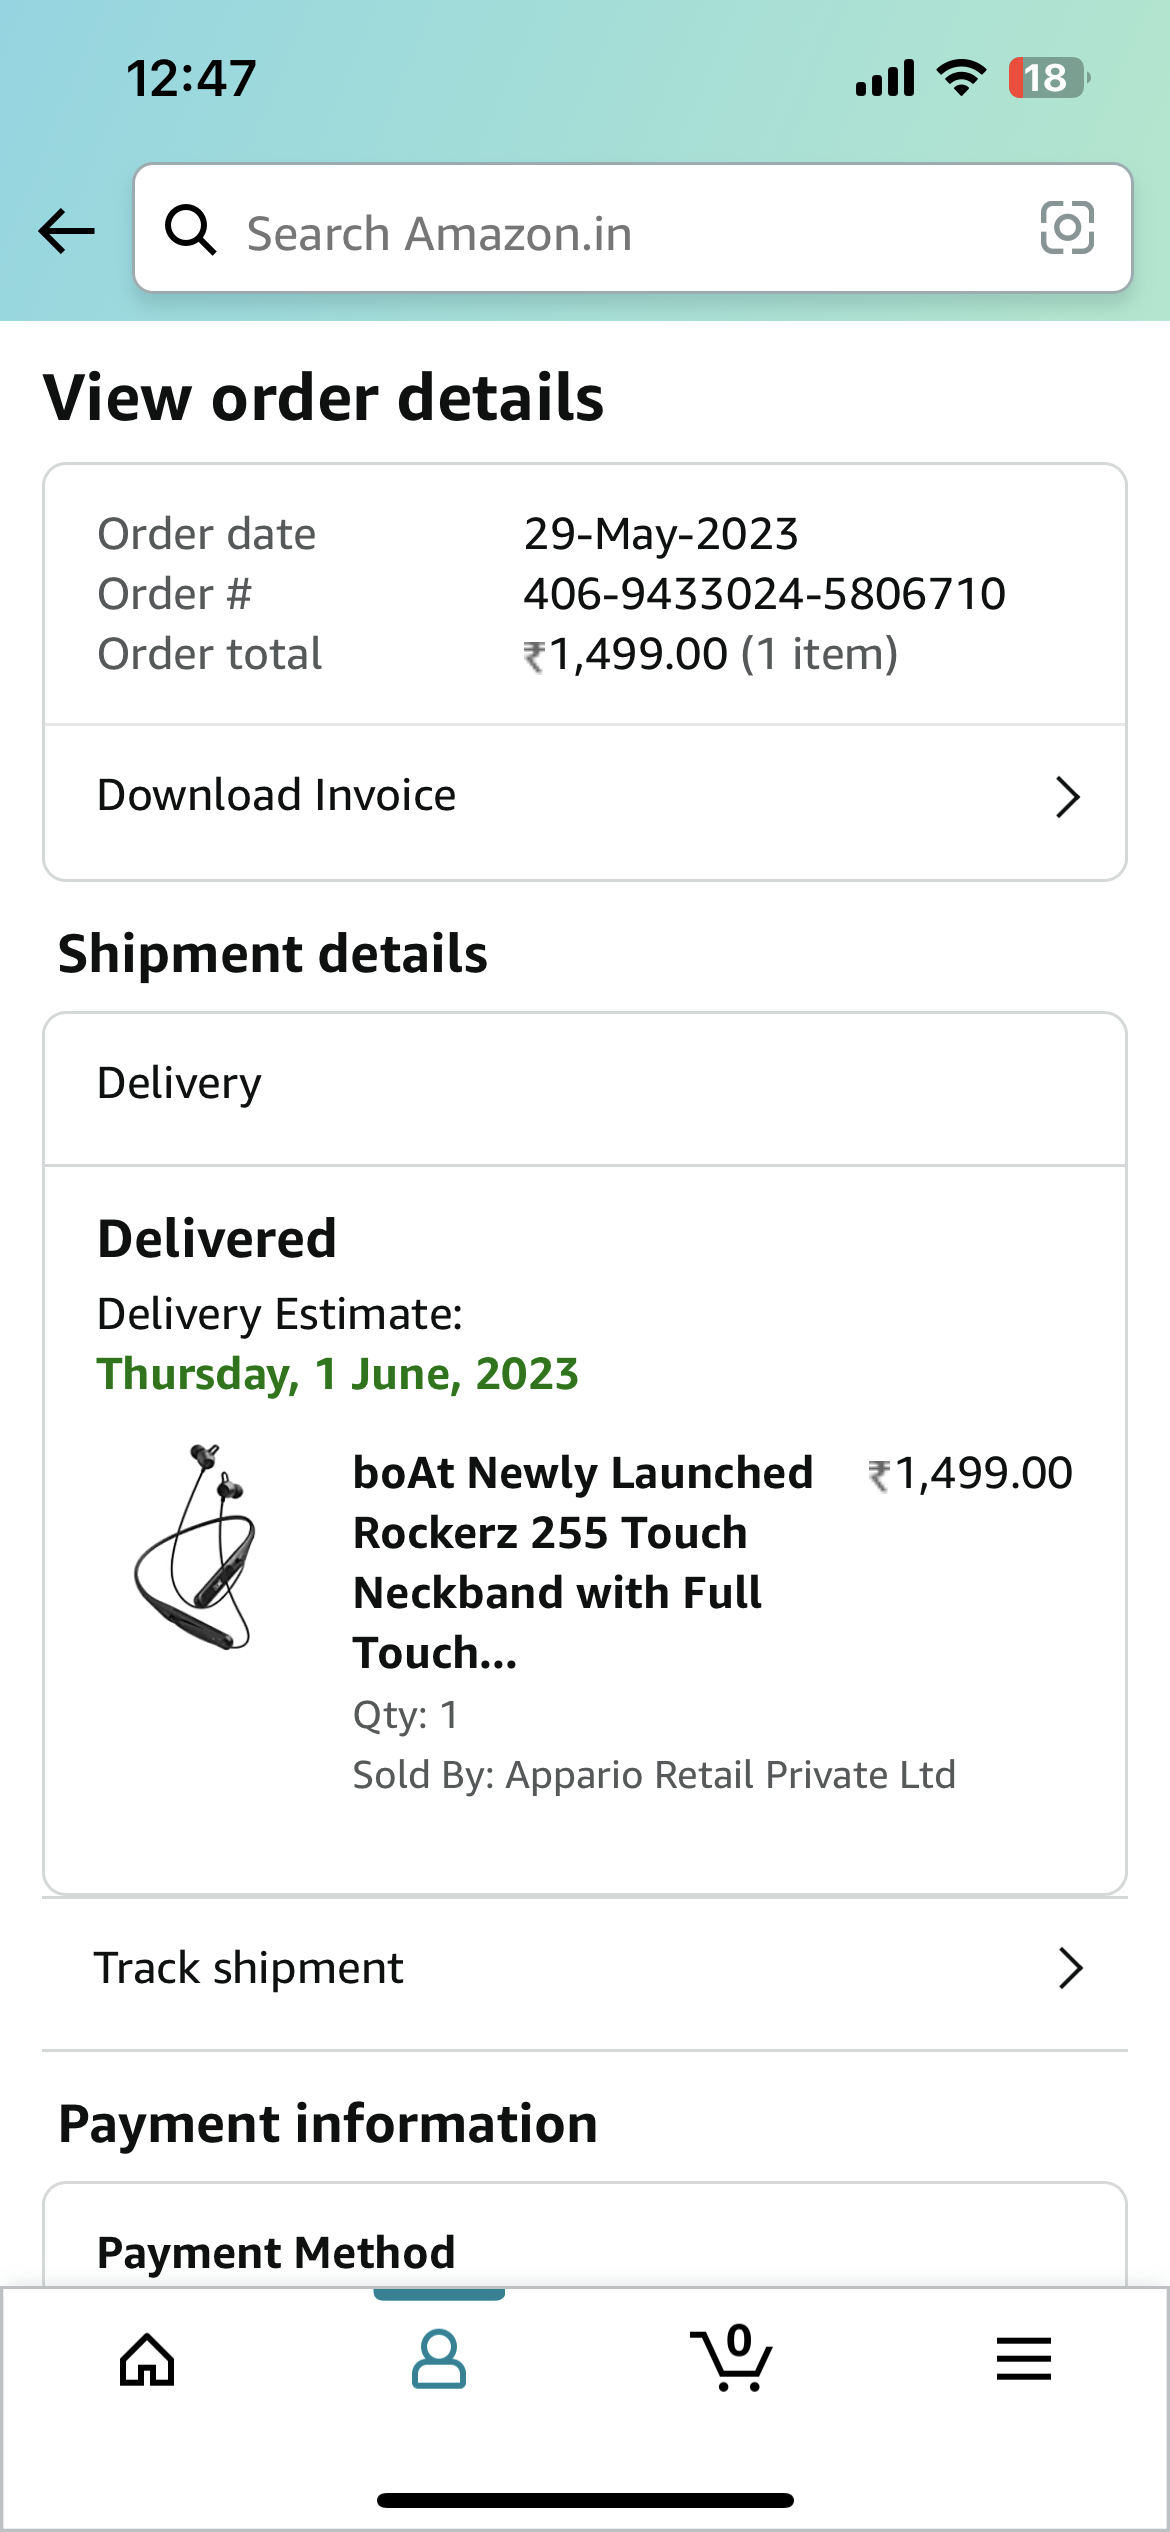 12:47
18
Search Amazon.in
View order details
Order date 29-May-2023
Order # 406-9433024-5806710
Order total ₹1,499.00 (1 item)
Download Invoice
Shipment details
Delivery
Delivered
Delivery Estimate:
Thursday, 1 June, 2023
boAt Newly Launched ₹1,499.00
Rockerz 255 Touch
Neckband with Full
Touch...
Qty: 1
Sold By: Appario Retail Private Ltd
Track shipment
Payment information
Payment Method
0